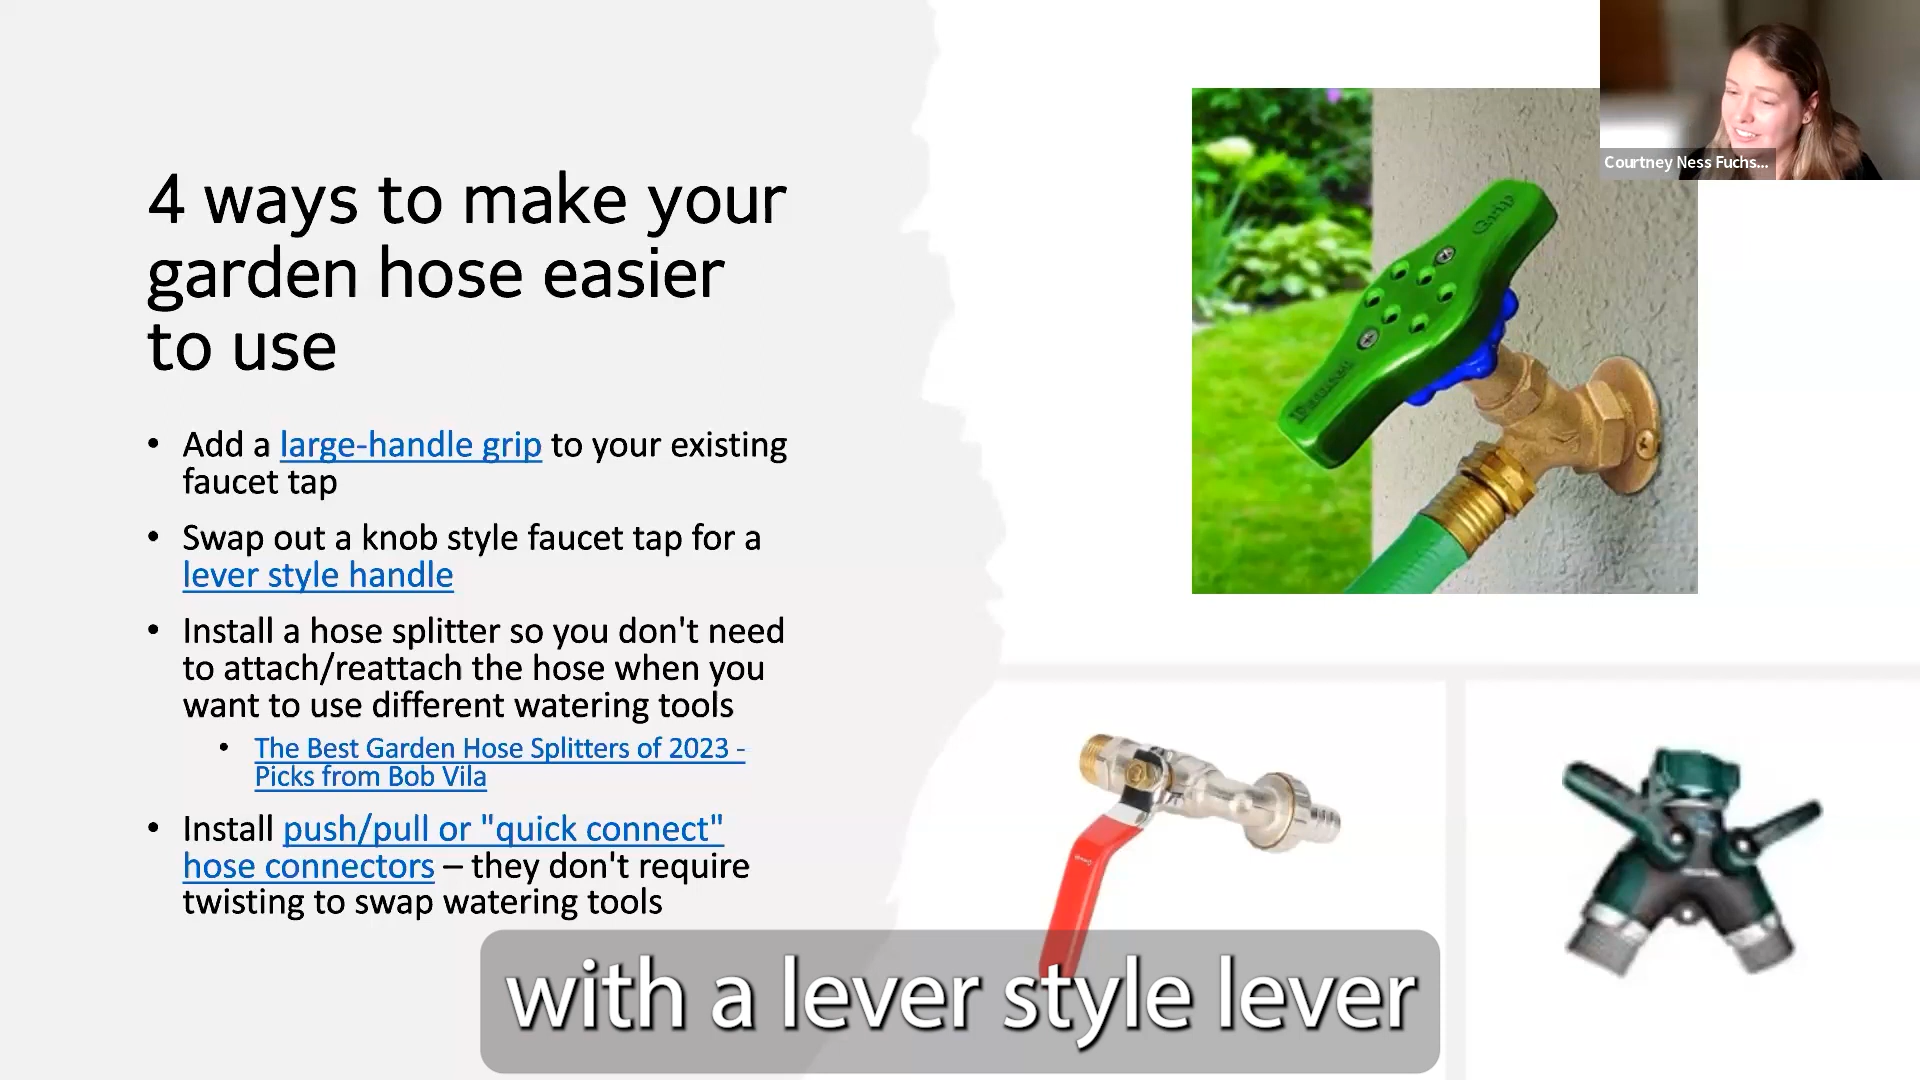 Courtney Ness Fuchs...
4 ways to make your
garden hose easier
to use
• Add a large-handle grip to your existing
faucet tap
• Swap out a knob style faucet tap for a
lever style handle
• Install a hose splitter so you don't need
to attach/reattach the hose when you
want to use different watering tools
• The Best Garden Hose Splitters of 2023 -
Picks from Bob Vila
• Install push/pull or "quick connect"
hose connectors – they don't require
twisting to swap watering tools
Grip
with a lever style lever